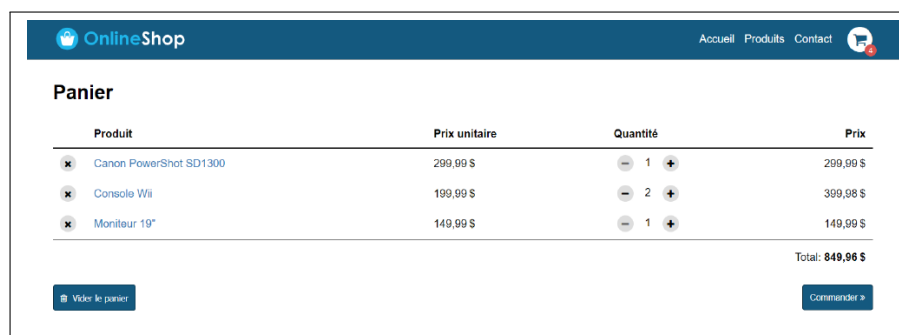 OnlineShop
Accueil Produits Contact
4
Panier
Produit Prix unitaire Quantité Prix
Canon PowerShot SD1300 299,99 $ 1 299,99 $
Console Wii 199,99 $ 2 399,98 $
Moniteur 19" 149,99 $ 1 149,99 $
Total: 849,96 $
Vider le panier Commander »